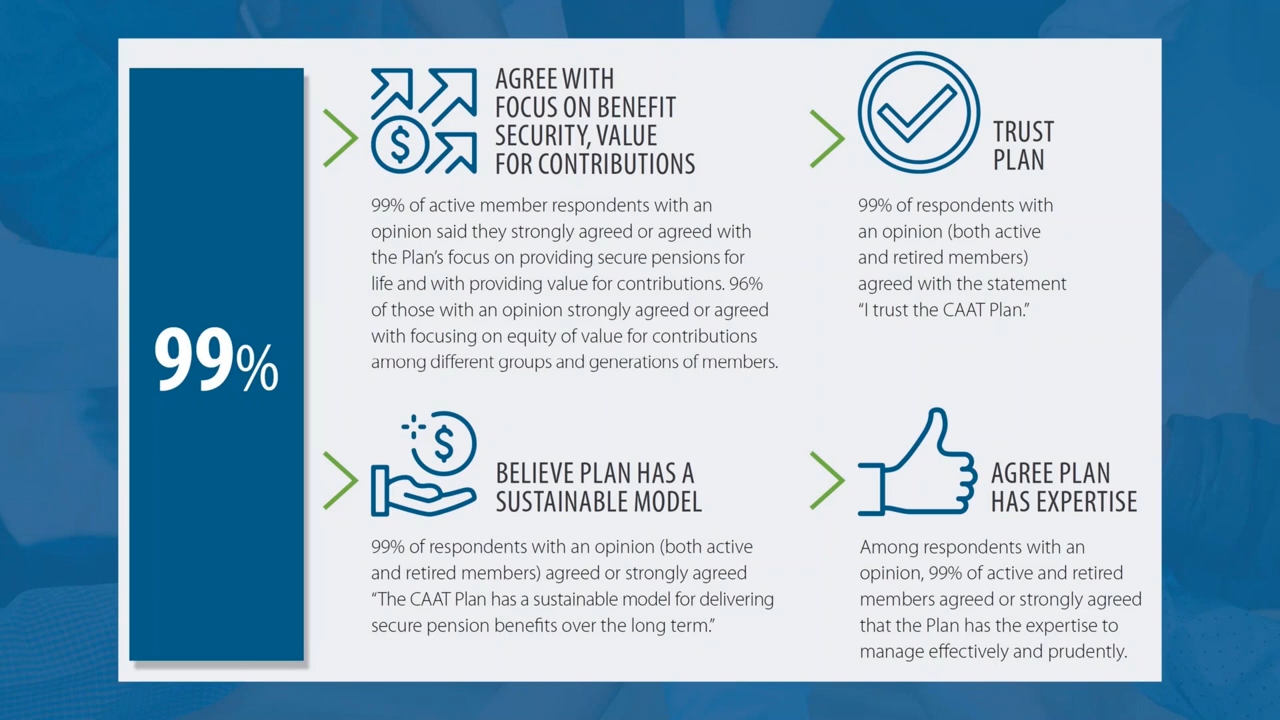 99%
AGREE WITH
FOCUS ON BENEFIT
SECURITY, VALUE
FOR CONTRIBUTIONS
99% of active member respondents with an
opinion said they strongly agreed or agreed with
the Plan’s focus on providing secure pensions for
life and with providing value for contributions. 96%
of those with an opinion strongly agreed or agreed
with focusing on equity of value for contributions
among different groups and generations of members.
TRUST
PLAN
99% of respondents with
an opinion (both active
and retired members)
agreed with the statement
“I trust the CAAT Plan.”
BELIEVE PLAN HAS A
SUSTAINABLE MODEL
99% of respondents with an opinion (both active
and retired members) agreed or strongly agreed
“The CAAT Plan has a sustainable model for delivering
secure pension benefits over the long term.”
AGREE PLAN
HAS EXPERTISE
Among respondents with an
opinion, 99% of active and retired
members agreed or strongly agreed
that the Plan has the expertise to
manage effectively and prudently.